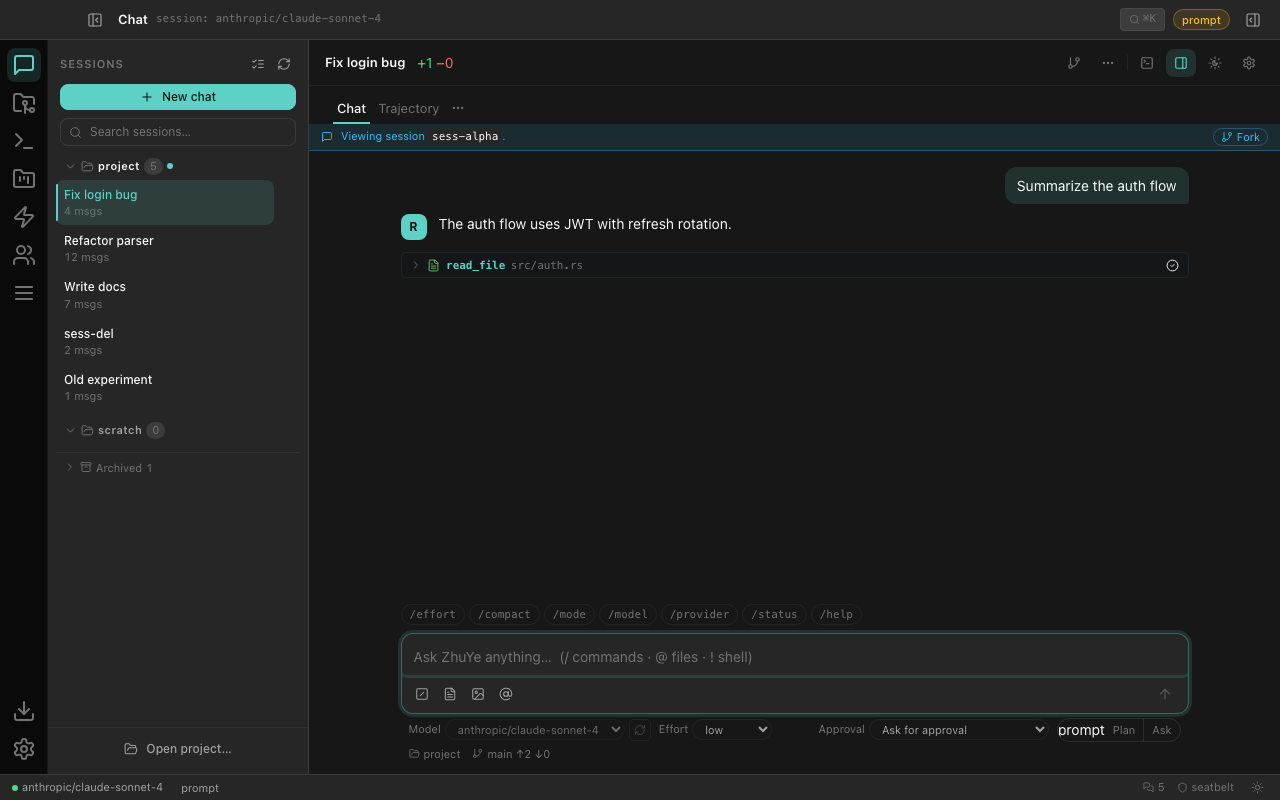 Chat session: anthropic/claude-sonnet-4
⌘K
prompt
SESSIONS
New chat
Search sessions...
project 5
Fix login bug
4 msgs
Refactor parser
12 msgs
Write docs
7 msgs
sess-del
2 msgs
Old experiment
1 msgs
scratch 0
Archived 1
Open project...
Fix login bug +1 −0
Chat Trajectory ···
Viewing session sess-alpha .
Fork
Summarize the auth flow
R The auth flow uses JWT with refresh rotation.
read_file src/auth.rs
/effort /compact /mode /model /provider /status /help
Ask ZhuYe anything... (/ commands · @ files · ! shell)
Model anthropic/claude-sonnet-4 Effort low Approval Ask for approval prompt Plan Ask
project main ↑2 ↓0
anthropic/claude-sonnet-4 prompt
5 seatbelt